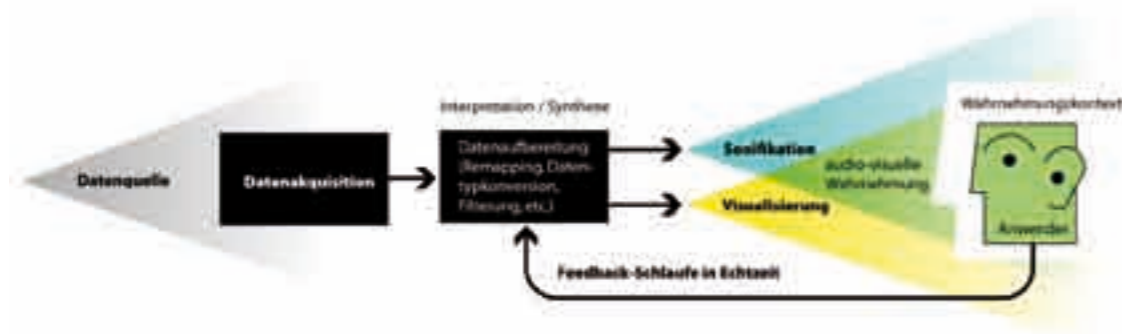 Datenquelle
Datenakquisition
Interpretation / Synthese
Datenaufbereitung
(Remapping, Daten-
typkonversion,
Filterung, etc.)
Sonifikation
Visualisierung
audio-visuelle
Wahrnehmung
Wahrnehmungskontext
Anwender
Feedback-Schlaufe in Echtzeit